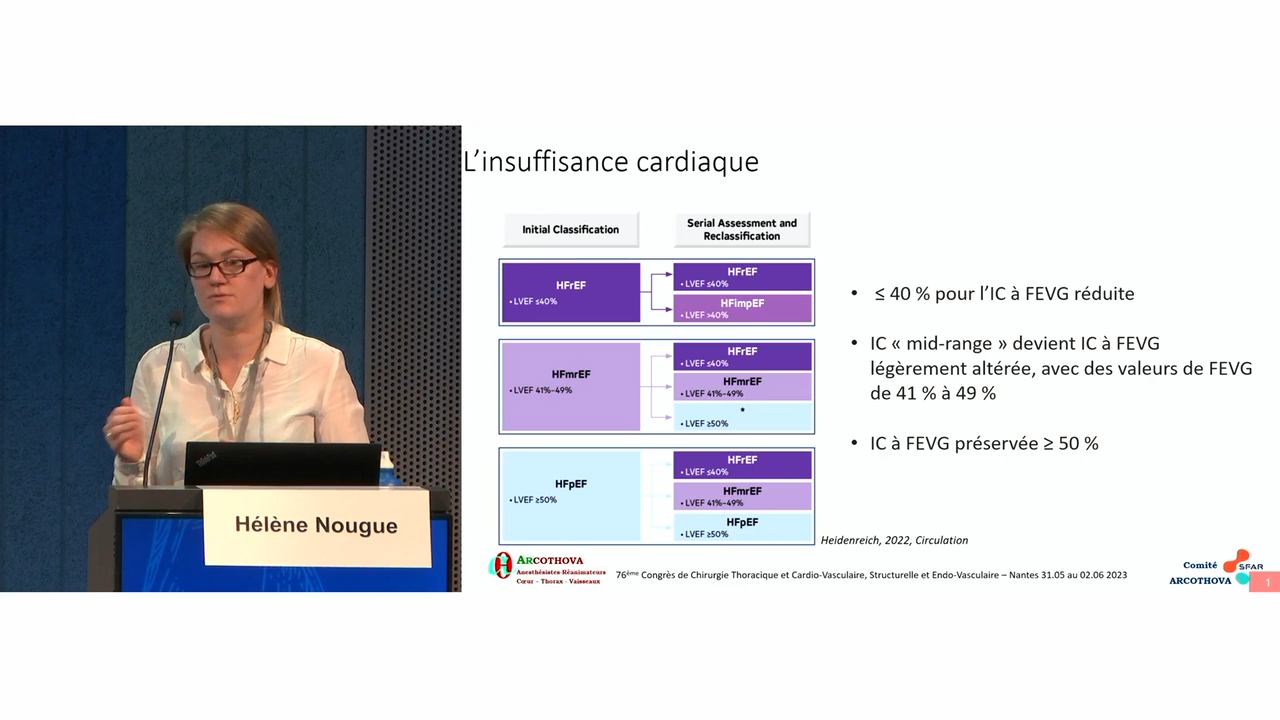 L'insuffisance cardiaque
Initial Classification
Serial Assessment and
Reclassification
HFrEF
• LVEF ≤40%
HFrEF
• LVEF ≤40%
HFimpEF
• LVEF >40%
HFmrEF
• LVEF 41%–49%
HFrEF
• LVEF ≤40%
HFmrEF
• LVEF 41%–49%
*
• LVEF ≥50%
HFpEF
• LVEF ≥50%
HFrEF
• LVEF ≤40%
HFmrEF
• LVEF 41%–49%
HFpEF
• LVEF ≥50%
• ≤ 40 % pour l'IC à FEVG réduite
• IC « mid-range » devient IC à FEVG
légèrement altérée, avec des valeurs de FEVG
de 41 % à 49 %
• IC à FEVG préservée ≥ 50 %
Heidenreich, 2022, Circulation
ARCOTHOVA
Anesthésistes-Réanimateurs
Cœur - Thorax - Vaisseaux
76ème Congrès de Chirurgie Thoracique et Cardio-Vasculaire, Structurelle et Endo-Vasculaire – Nantes 31.05 au 02.06 2023
Comité
ARCOTHOVA
SFAR
1
ThinkPad
Hélène Nougue